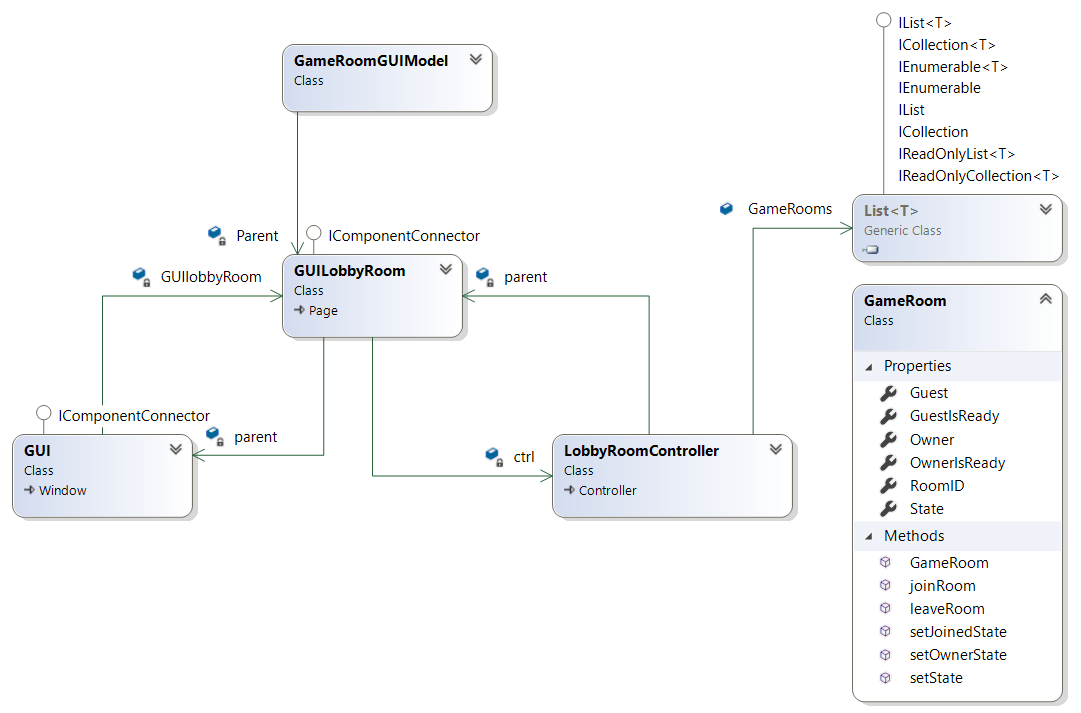 GameRoomGUIModel
Class
IList<T>
ICollection<T>
IEnumerable<T>
IEnumerable
IList
ICollection
IReadOnlyList<T>
IReadOnlyCollection<T>
GameRooms
List<T>
Generic Class
Parent
IComponentConnector
GUIlobbyRoom
GUILobbyRoom
Class
Page
parent
IComponentConnector
GUI
Class
Window
parent
ctrl
LobbyRoomController
Class
Controller
GameRoom
Class
Properties
Guest
GuestIsReady
Owner
OwnerIsReady
RoomID
State
Methods
GameRoom
joinRoom
leaveRoom
setJoinedState
setOwnerState
setState